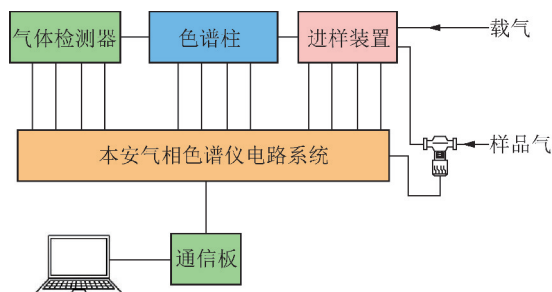 气体检测器
色谱柱
进样装置
载气
样品气
本安气相色谱仪电路系统
通信板